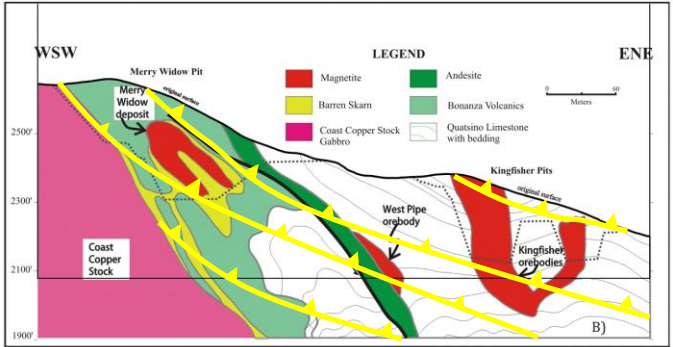 WSW
ENE
Merry Widow Pit
original surface
Merry
Widow
deposit
LEGEND
Magnetite
Andesite
Barren Skarn
Bonanza Volcanics
Coast Copper Stock
Gabbro
Quatsino Limestone
with bedding
0
60
Meters
2500'
2300'
2100'
1900'
Kingfisher Pits
original surface
West Pipe
orebody
Kingfisher
orebodies
Coast
Copper
Stock
B)